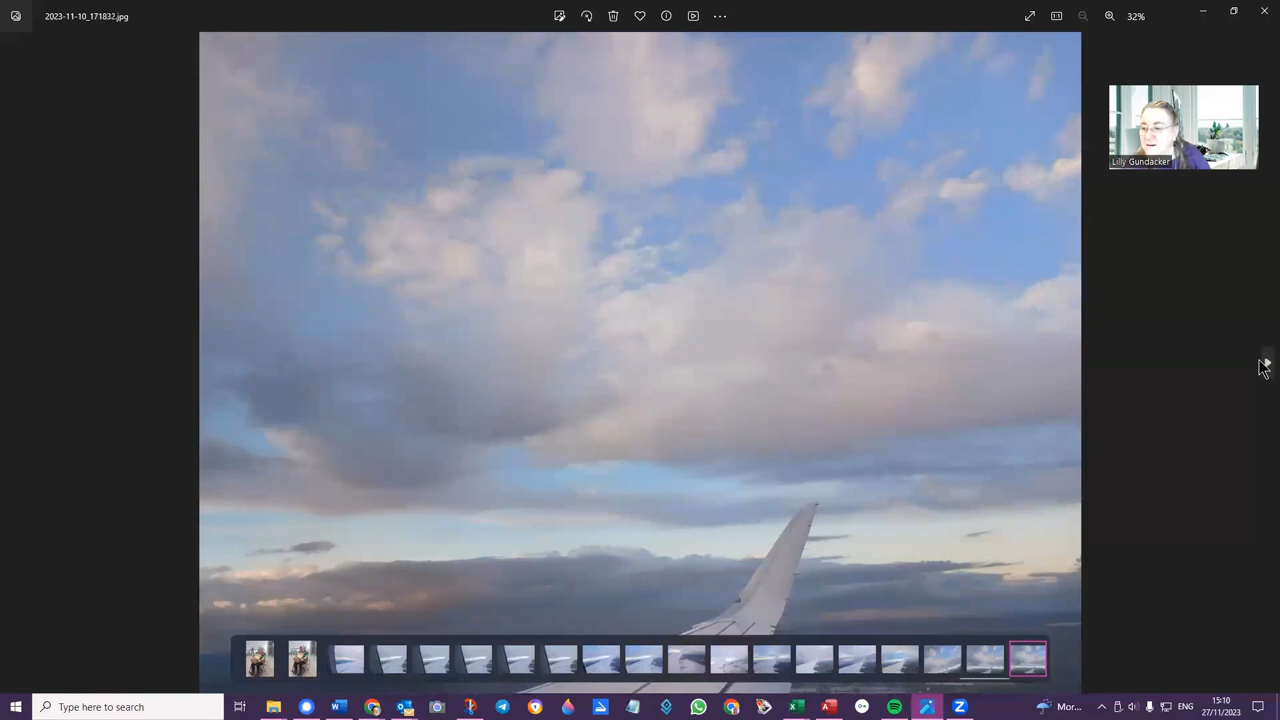 2023-11-10_171832.jpg
32%
Lilly Gundacker
Type here to search
Mor...
ENG
15:10
27/11/2023